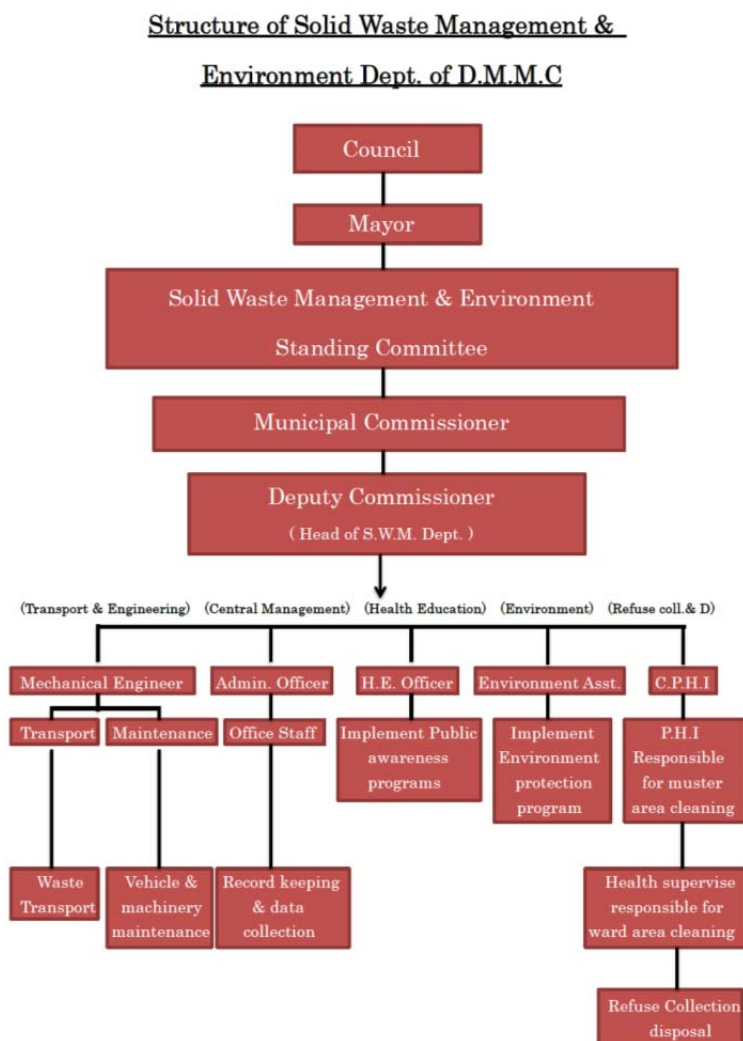 Structure of Solid Waste Management &
Environment Dept. of D.M.M.C
Council
Mayor
Solid Waste Management & Environment
Standing Committee
Municipal Commissioner
Deputy Commissioner
( Head of S.W.M. Dept. )
(Transport & Engineering) (Central Management) (Health Education) (Environment) (Refuse coll.& D)
Mechanical Engineer
Admin. Officer
H.E. Officer
Environment Asst.
C.P.H.I
Transport
Maintenance
Office Staff
Implement Public
awareness
programs
Implement
Environment
protection
program
P.H.I
Responsible
for muster
area cleaning
Waste
Transport
Vehicle &
machinery
maintenance
Record keeping
& data
collection
Health supervise
responsible for
ward area cleaning
Refuse Collection
disposal